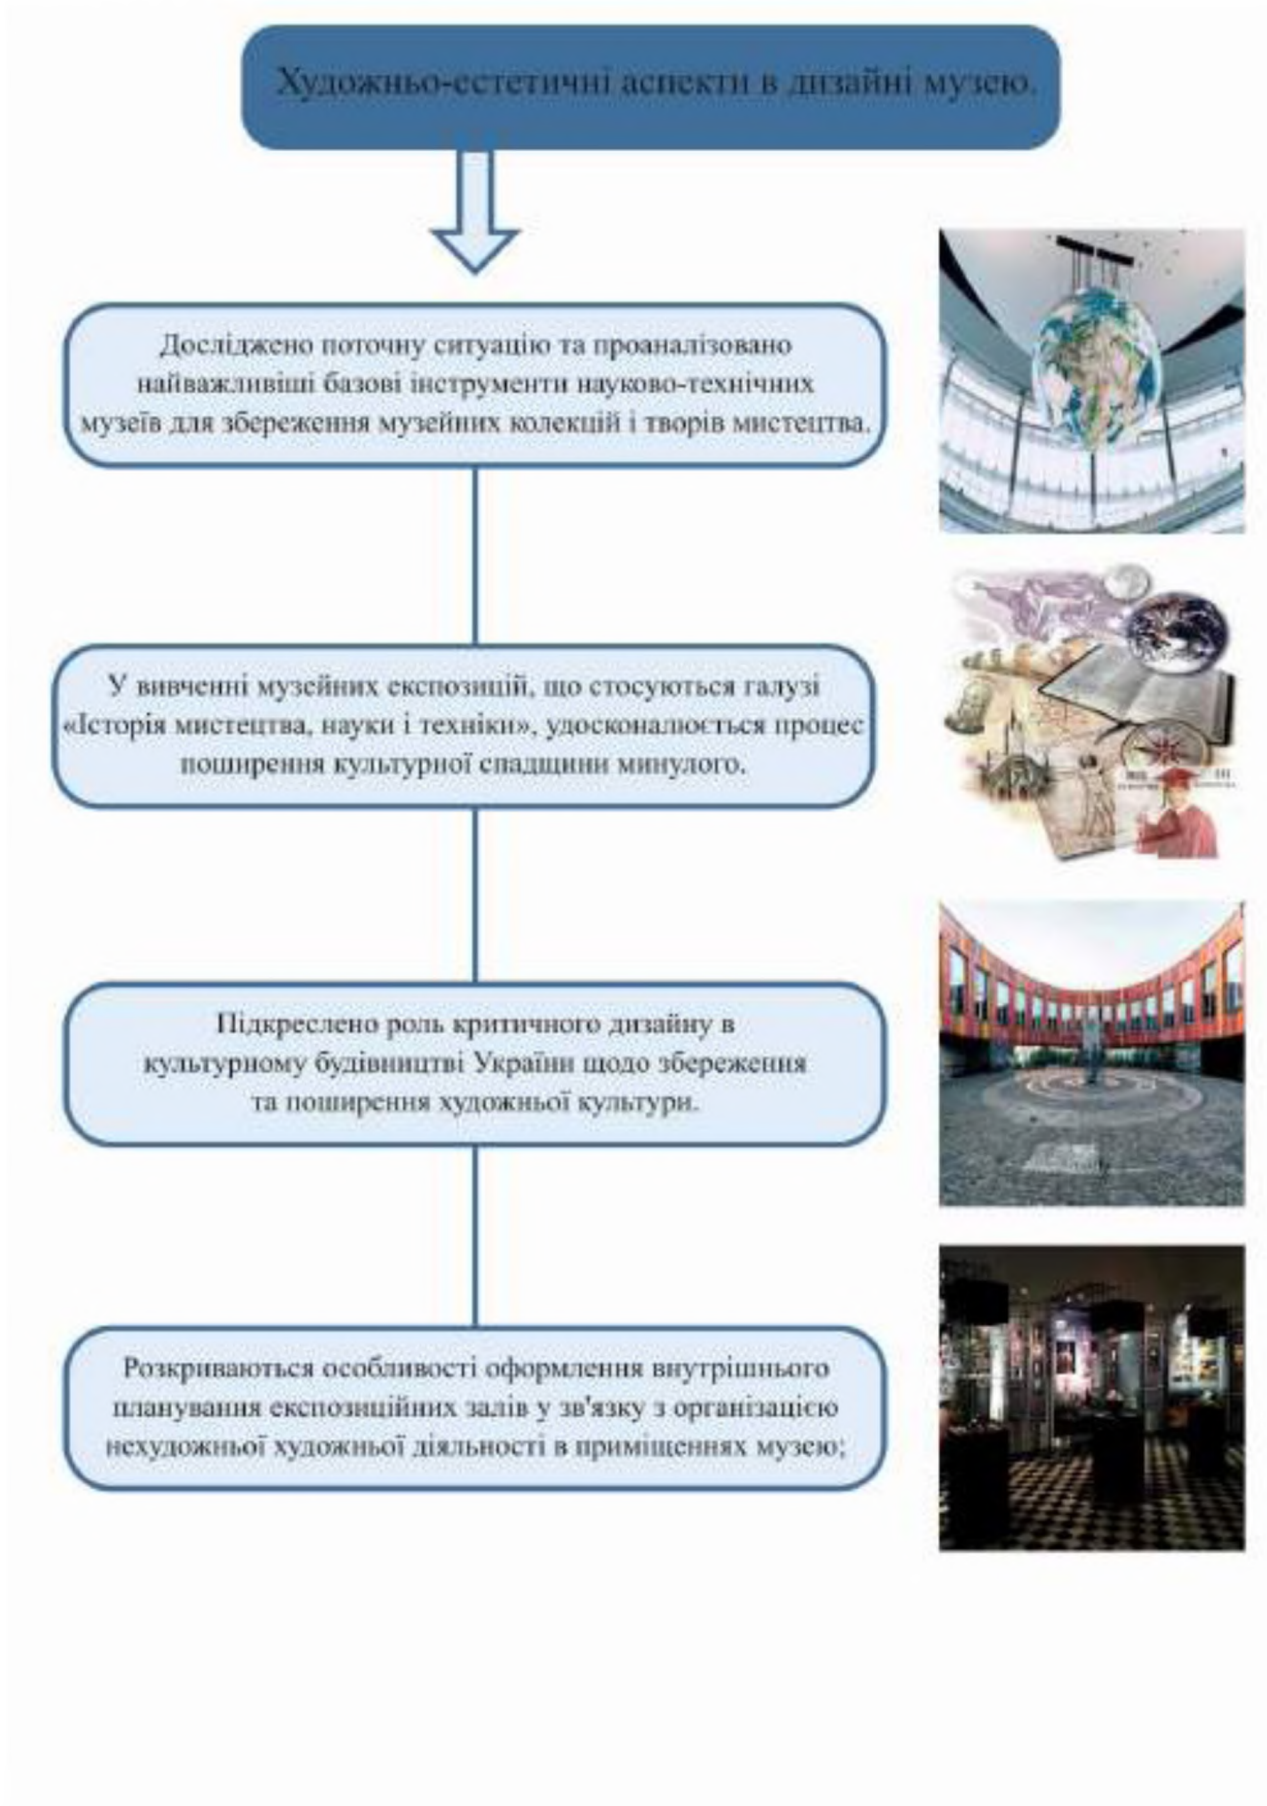 Художньо-естетичні аспекти в дизайні музею.
Досліджено поточну ситуацію та проаналізовано
найважливіші базові інструменти науково-технічних
музеїв для збереження музейних колекцій і творів мистецтва.
У вивченні музейних експозицій, що стосуються галузі
«Історія мистецтва, науки і техніки», удосконалюється процес
поширення культурної спадщини минулого.
Підкреслено роль критичного дизайну в
культурному будівництві України щодо збереження
та поширення художньої культури.
Розкриваються особливості оформлення внутрішнього
планування експозиційних залів у зв'язку з організацією
нехудожньої художньої діяльності в приміщеннях музею;